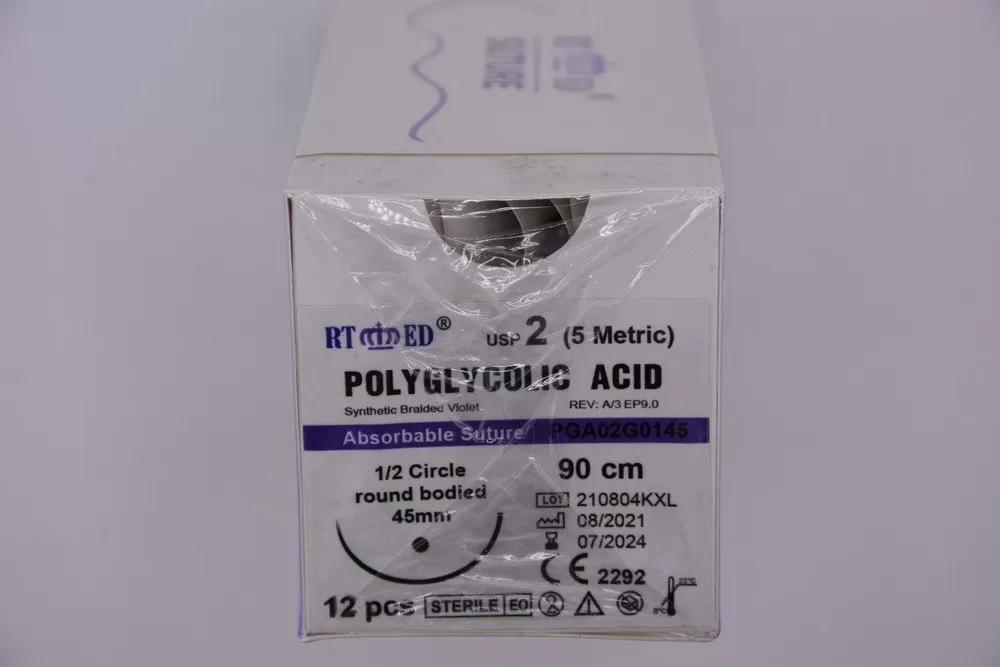 SUTURE
RTMED®
USP 2 (5 Metric)
POLYGLYCOLIC ACID
Synthetic Braided Violet
REV: A/3 EP9.0
Absorbable Suture
PGA02G0145
1/2 Circle
round bodied
45mm
90 cm
LOT 210804KXL
08/2021
07/2024
CE 2292
12 pcs
STERILE EO